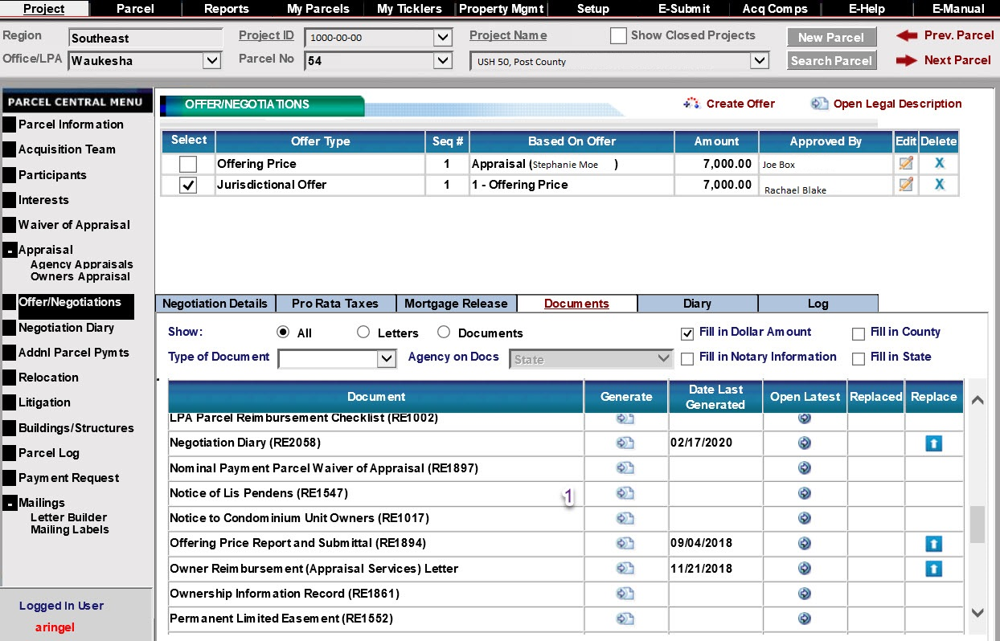 Project Parcel Reports My Parcels My Ticklers Property Mgmt Setup E-Submit Acq Comps E-Help E-Manual
Region Southeast Project ID 1000-00-00 Project Name Show Closed Projects New Parcel Prev. Parcel
Office/LPA Waukesha Parcel No 54 USH 50, Post County Search Parcel Next Parcel
PARCEL CENTRAL MENU
Parcel Information
Acquisition Team
Participants
Interests
Waiver of Appraisal
- Appraisal
Agency Appraisals
Owners Appraisal
Offer/Negotiations
Negotiation Diary
Addnl Parcel Pymts
Relocation
Litigation
Buildings/Structures
Parcel Log
Payment Request
- Mailings
Letter Builder
Mailing Labels
Logged In User
aringel
OFFER/NEGOTIATIONS Create Offer Open Legal Description
Select Offer Type Seq # Based On Offer Amount Approved By Edit Delete
Offering Price 1 Appraisal (Stephanie Moe ) 7,000.00 Joe Box X
Jurisdictional Offer 1 1 - Offering Price 7,000.00 Rachael Blake X
Negotiation Details Pro Rata Taxes Mortgage Release Documents Diary Log
Show: All Letters Documents Fill in Dollar Amount Fill in County
Type of Document Agency on Docs State Fill in Notary Information Fill in State
Document Generate Date Last Generated Open Latest Replaced Replace
LPA Parcel Reimbursement Checklist (RE1002)
Negotiation Diary (RE2058) 02/17/2020
Nominal Payment Parcel Waiver of Appraisal (RE1897)
Notice of Lis Pendens (RE1547) 1
Notice to Condominium Unit Owners (RE1017)
Offering Price Report and Submittal (RE1894) 09/04/2018
Owner Reimbursement (Appraisal Services) Letter 11/21/2018
Ownership Information Record (RE1861)
Permanent Limited Easement (RE1552)